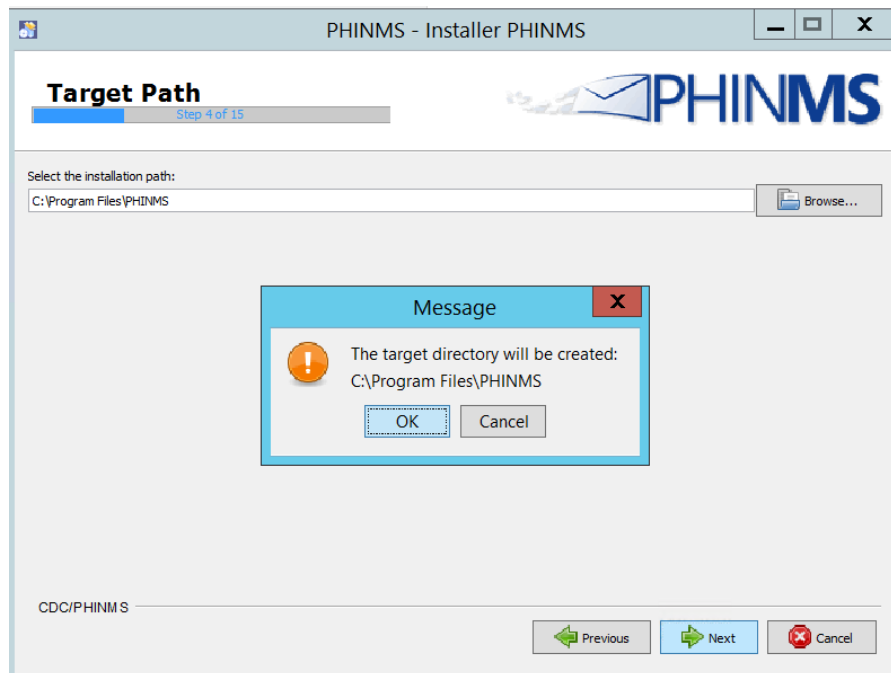 PHINMS - Installer PHINMS
Target Path
Step 4 of 15
PHINMS
Select the installation path:
C:\Program Files\PHINMS
Browse...
Message
The target directory will be created:
C:\Program Files\PHINMS
OK
Cancel
CDC/PHINMS
Previous
Next
Cancel